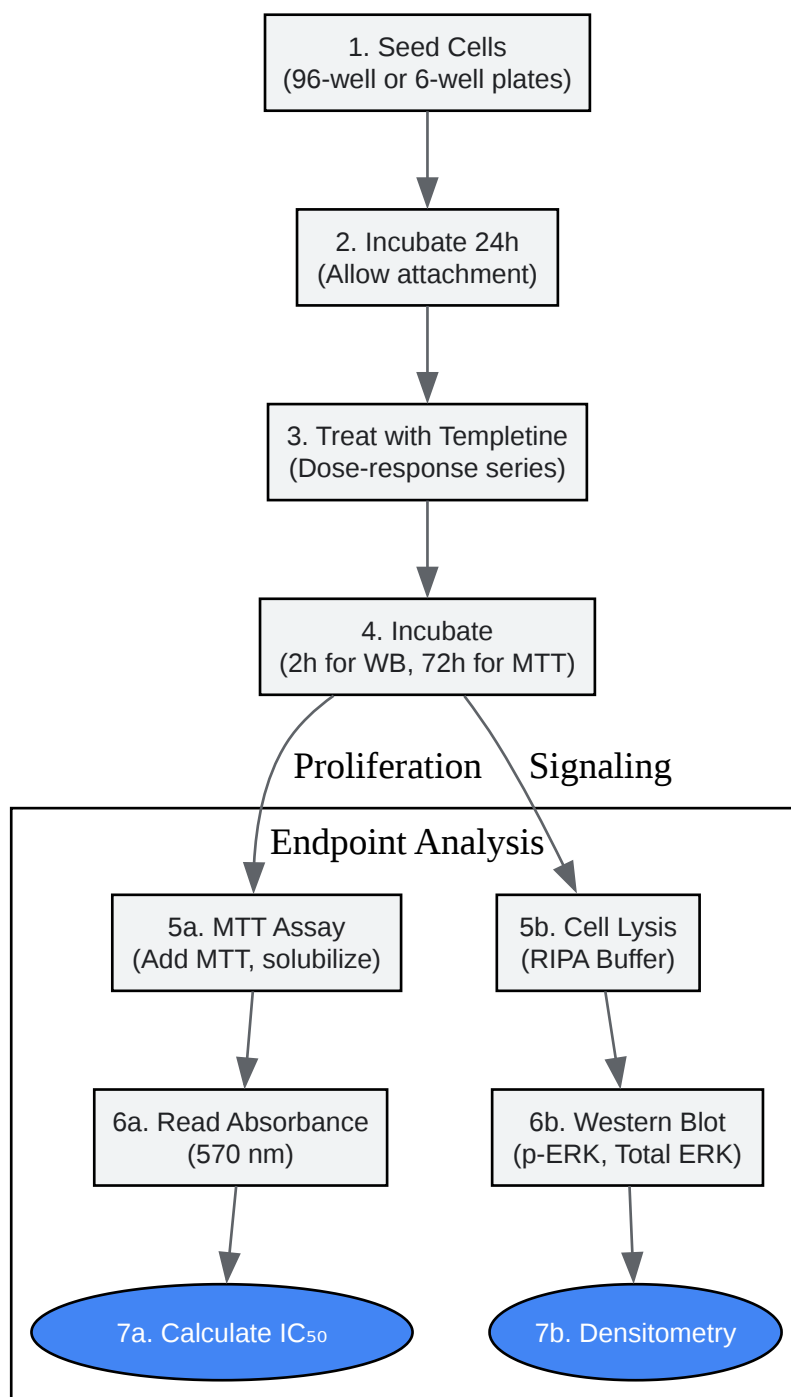 1. Seed Cells
(96-well or 6-well plates)
2. Incubate 24h
(Allow attachment)
3. Treat with Templetine
(Dose-response series)
4. Incubate
(2h for WB, 72h for MTT)
Proliferation
Signaling
Endpoint Analysis
5a. MTT Assay
(Add MTT, solubilize)
5b. Cell Lysis
(RIPA Buffer)
6a. Read Absorbance
(570 nm)
6b. Western Blot
(p-ERK, Total ERK)
7a. Calculate IC₅₀
7b. Densitometry